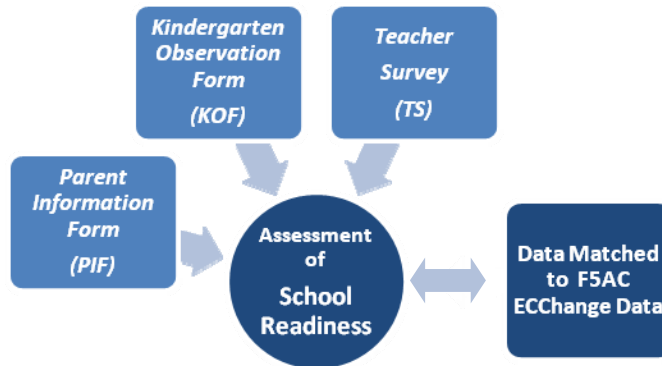 Kindergarten
Observation
Form
(KOF)
Teacher
Survey
(TS)
Parent
Information
Form
(PIF)
Assessment
of
School
Readiness
Data Matched
to F5AC
ECChange Data